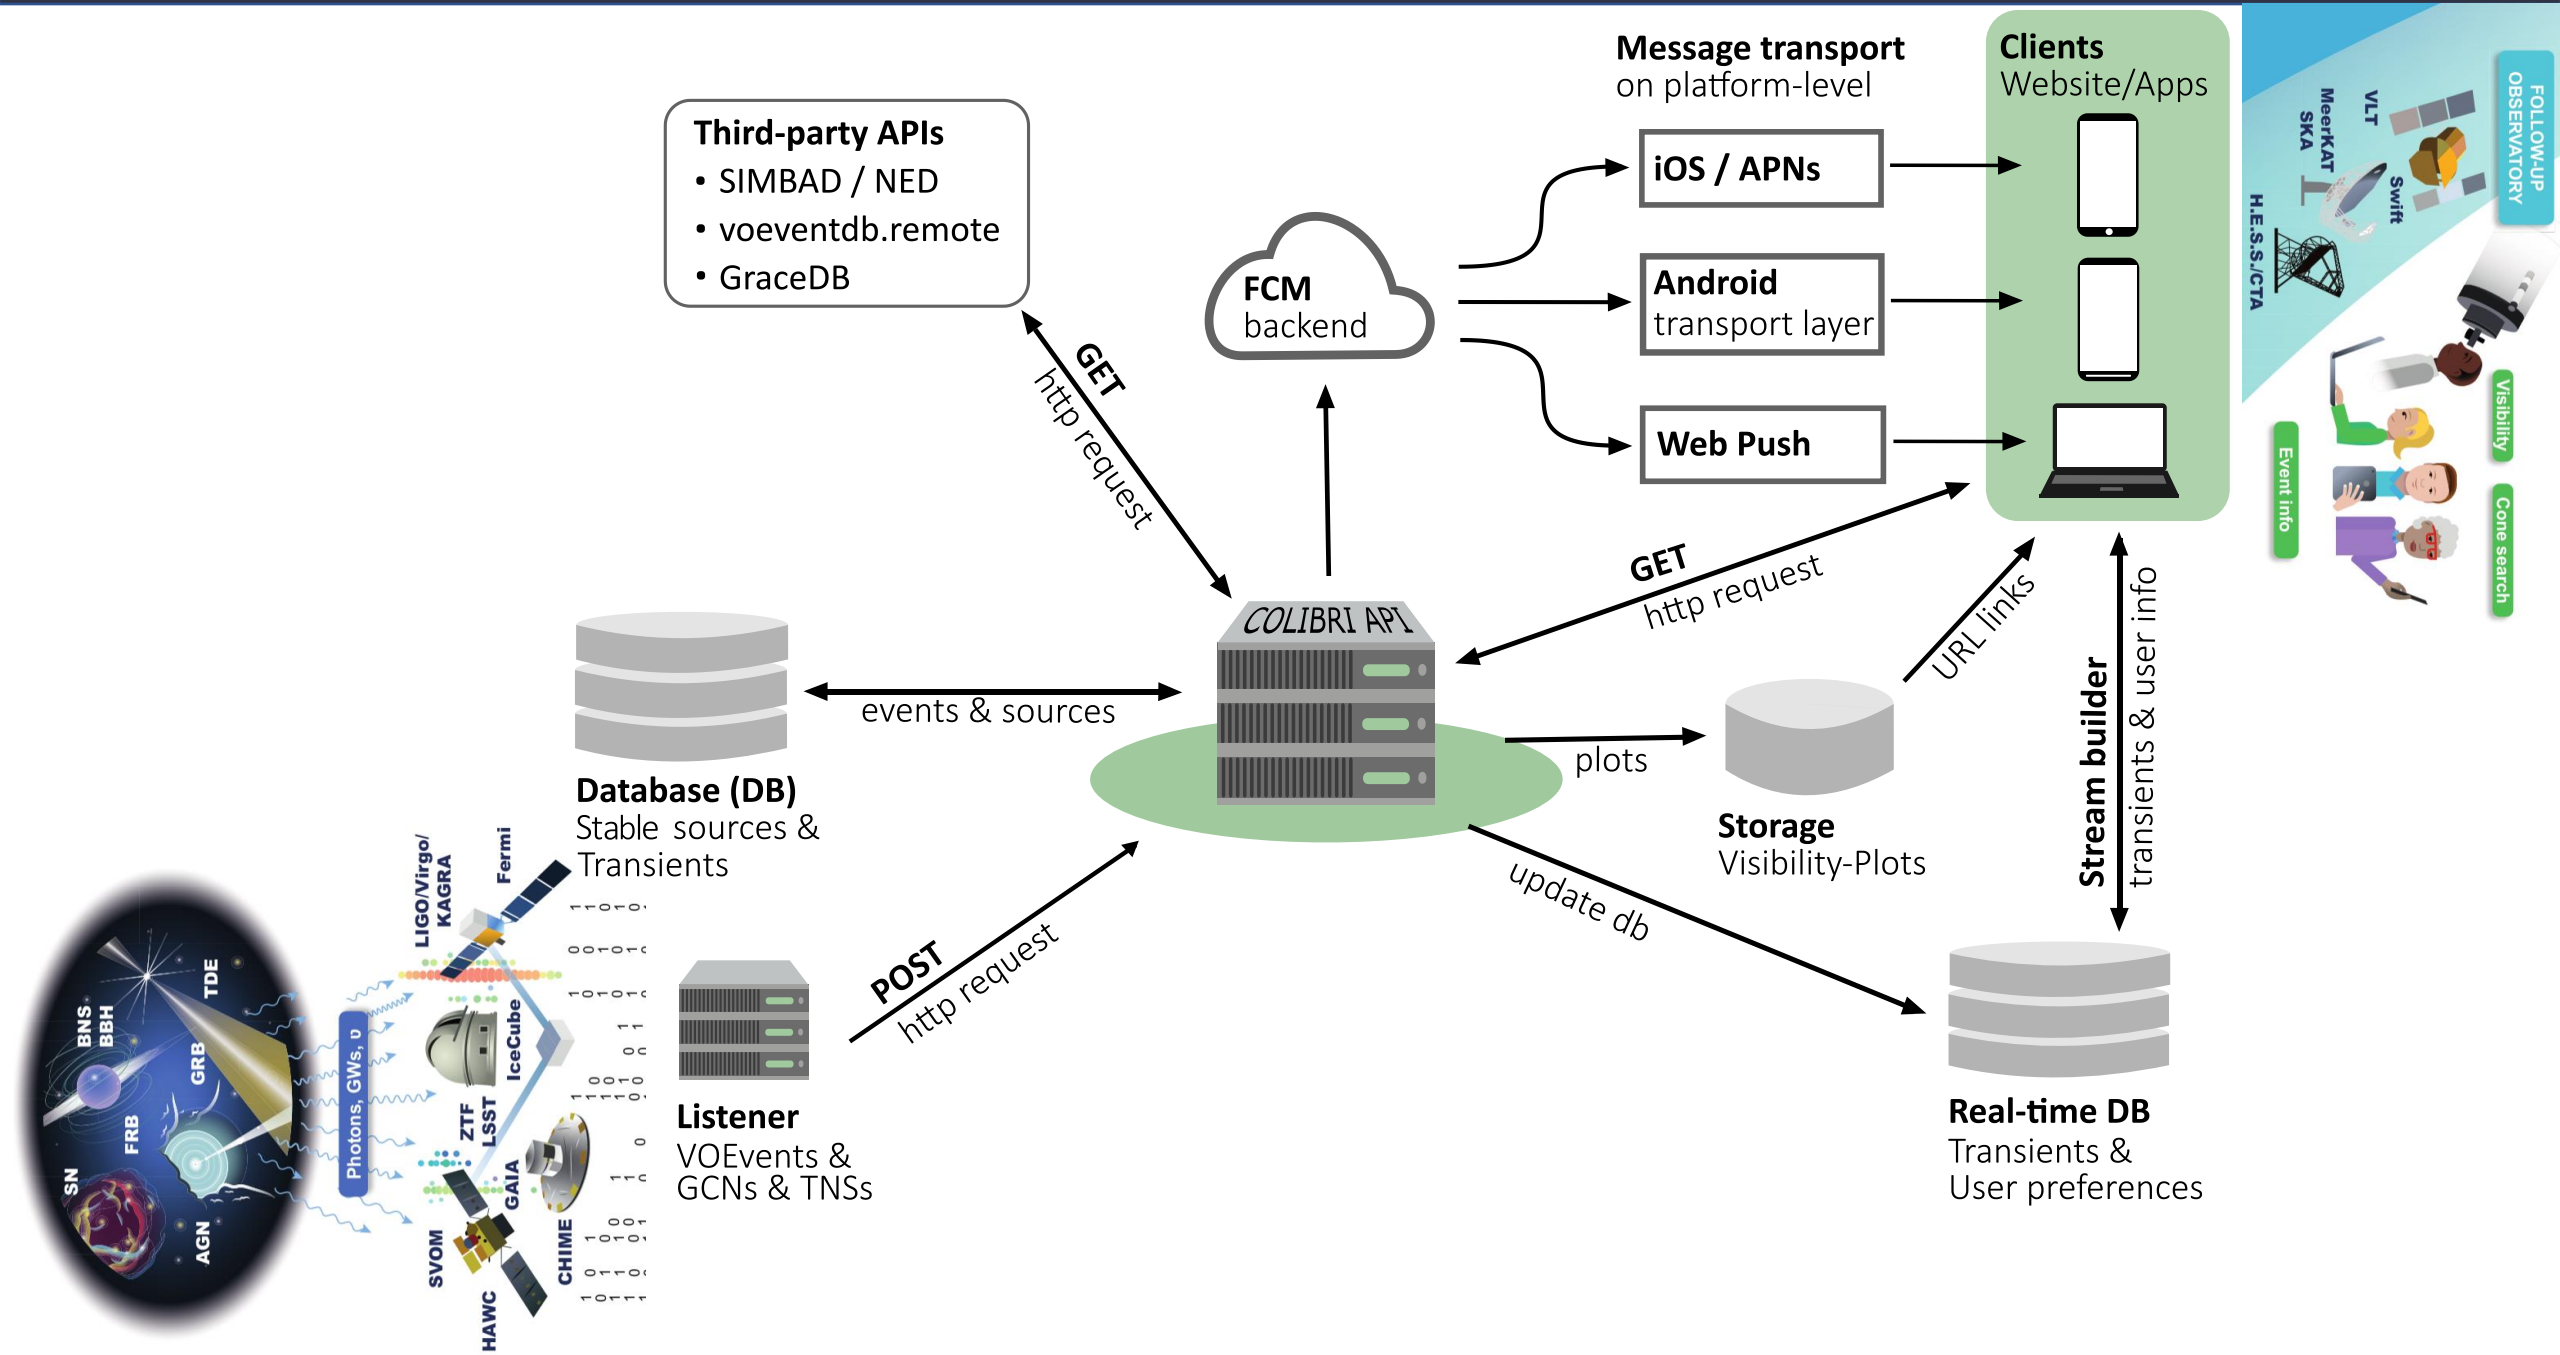 Third-party APIs
• SIMBAD / NED
• voeventdb.remote
• GraceDB
GET
http request
FCM
backend
Message transport
on platform-level
iOS / APNs
Android
transport layer
Web Push
Clients
Website/Apps
FOLLOW-UP
OBSERVATORY
VLT
MeerKAT
SKA
Swift
H.E.S.S./CTA
Visibility
Event info
Cone search
COLIBRI API
GET
http request
URL links
Stream builder
transients & user info
events & sources
Database (DB)
Stable sources &
Transients
plots
Storage
Visibility-Plots
update db
Real-time DB
Transients &
User preferences
POST
http request
Listener
VOEvents &
GCNs & TNSs
LIGO/Virgo/
KAGRA
Fermi
IceCube
ZTF
LSST
GAIA
SVOM
CHIME
HAWC
Photons, GWs, υ
TDE
BNS
BBH
GRB
FRB
SN
AGN